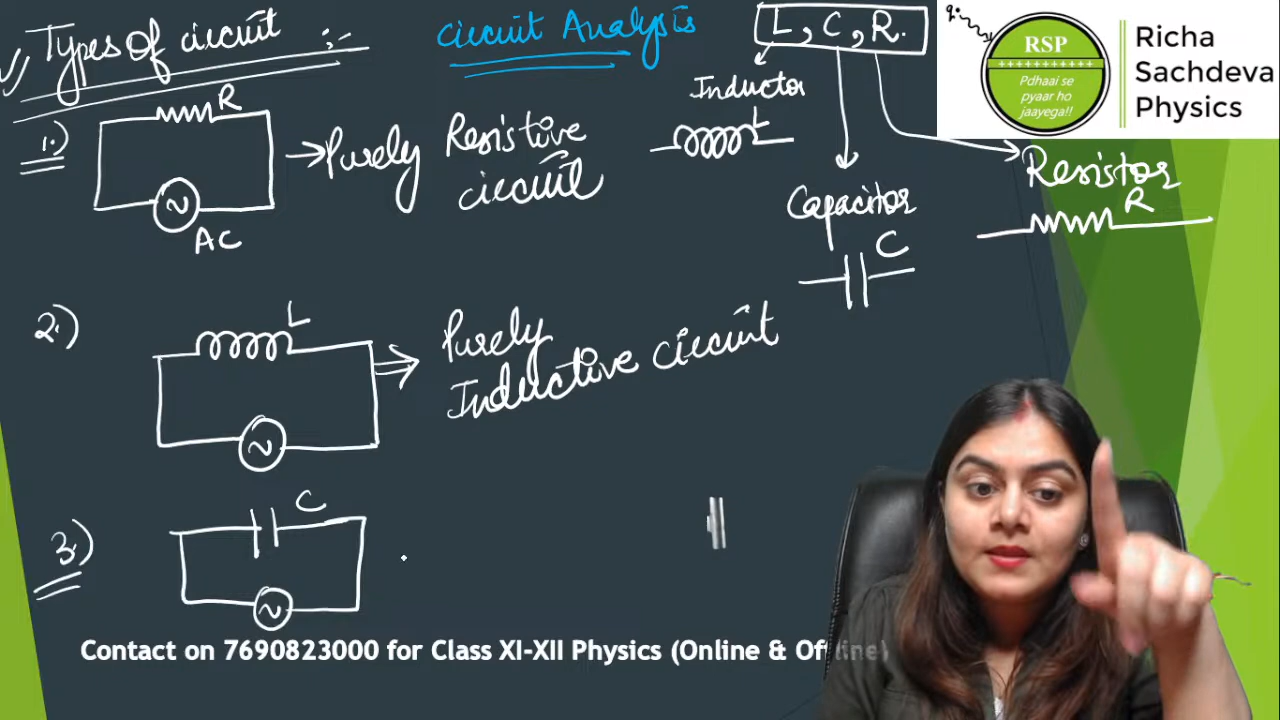 Types of circuit :-
Circuit Analysis
L, C, R.
RSP
Pdhaai se
pyaar ho
jaayega!!
Richa
Sachdeva
Physics
1.)
R
AC
Purely Resistive
circuit
Inductor
L
Capacitor
C
Resistor
R
2.)
L
Purely
Inductive circuit
3.)
C
Contact on 7690823000 for Class XI-XII Physics (Online & Offline)